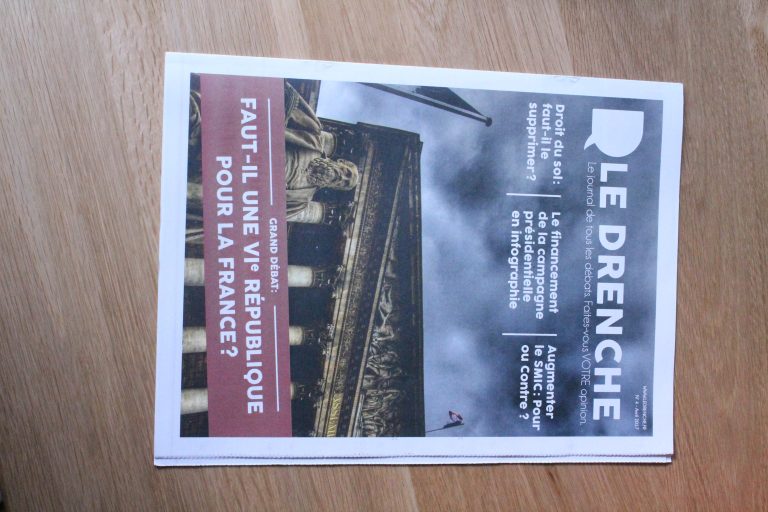 LE DRENCHE
Le journal de tous les débats. Faites-vous VOTRE opinion.
N° 4 - Avril 2017
Droit du sol :
faut-il le
supprimer ?
Le financement
de la campagne
présidentielle
en infographie
Augmenter
le SMIC : Pour
ou Contre ?
GRAND DÉBAT :
FAUT-IL UNE VIe RÉPUBLIQUE
POUR LA FRANCE ?